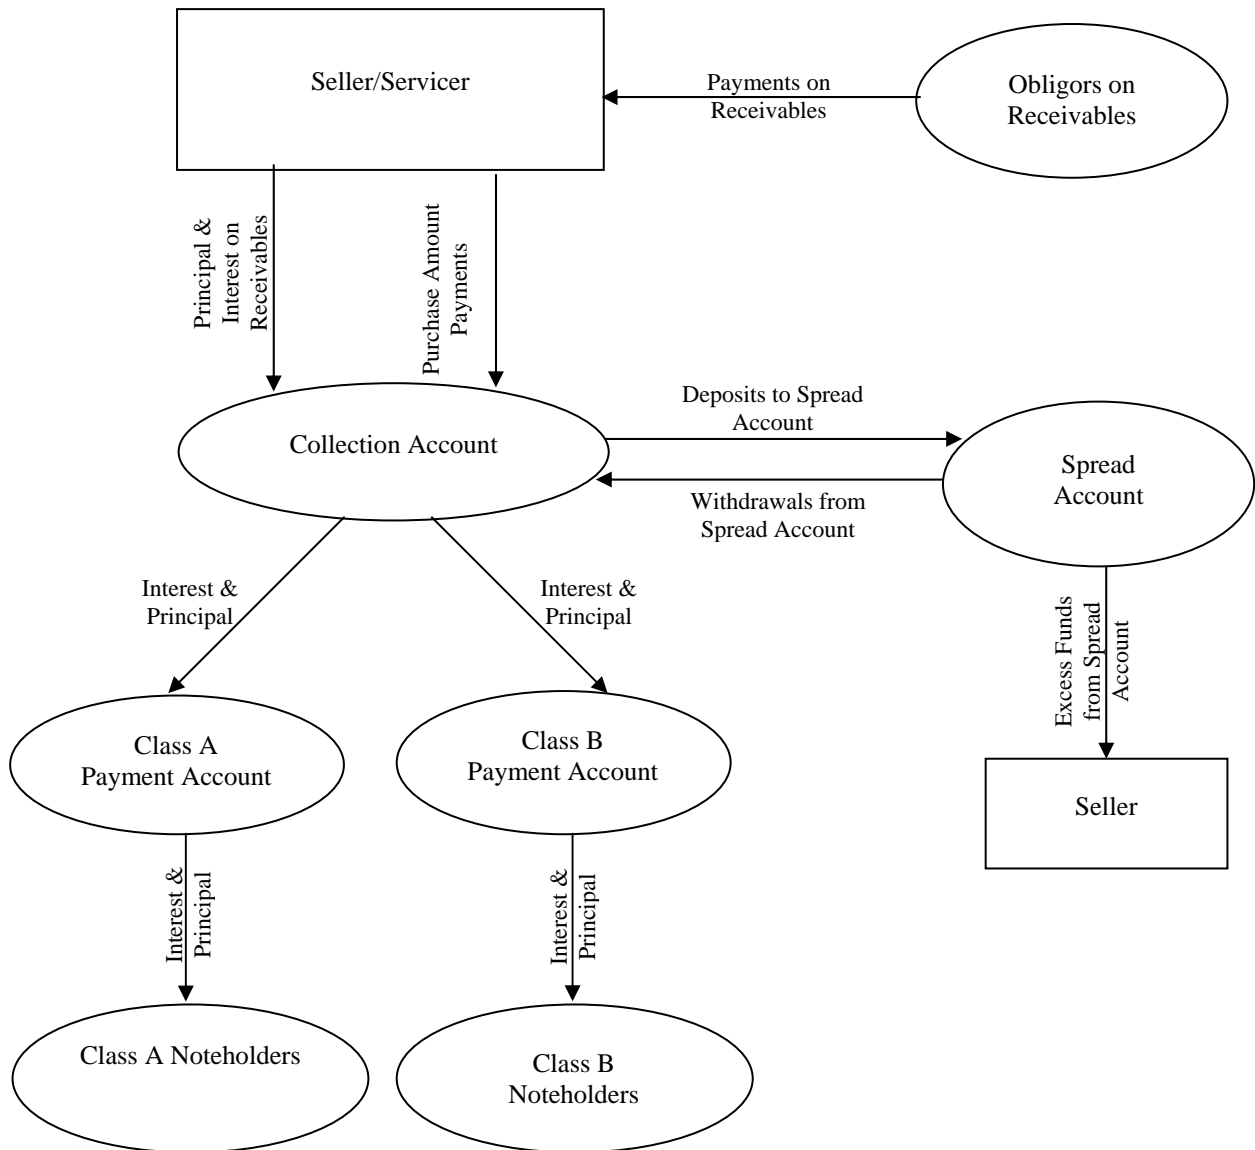 Seller/Servicer
Payments on
Receivables
Obligors on
Receivables
Principal &
Interest on
Receivables
Purchase Amount
Payments
Collection Account
Deposits to Spread
Account
Withdrawals from
Spread Account
Spread
Account
Interest &
Principal
Interest &
Principal
Excess Funds
from Spread
Account
Class A
Payment Account
Class B
Payment Account
Seller
Interest &
Principal
Interest &
Principal
Class A Noteholders
Class B
Noteholders